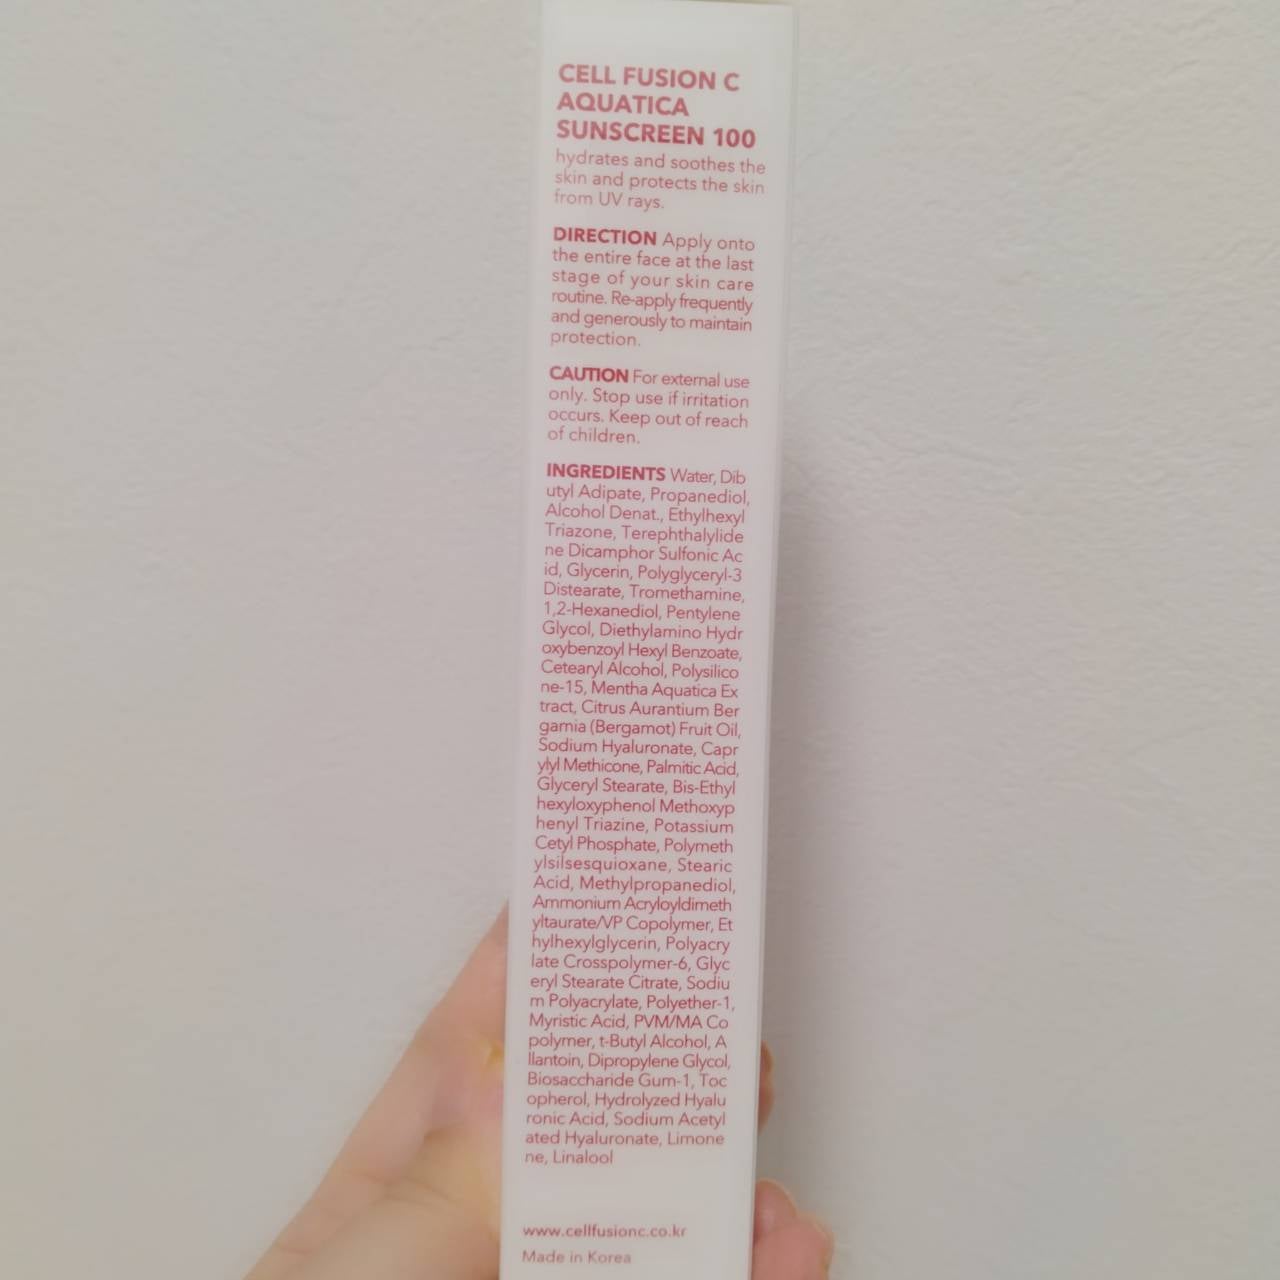 CELL FUSION C
AQUATICA
SUNSCREEN 100
hydrates and soothes the
skin and protects the skin
from UV rays.
DIRECTION Apply onto
the entire face at the last
stage of your skin care
routine. Re-apply frequently
and generously to maintain
protection.
CAUTION For external use
only. Stop use if irritation
occurs. Keep out of reach
of children.
INGREDIENTS Water, Dib
utyl Adipate, Propanediol,
Alcohol Denat., Ethylhexyl
Triazone, Terephthalylide
ne Dicamphor Sulfonic Ac
id, Glycerin, Polyglyceryl-3
Distearate, Tromethamine,
1,2-Hexanediol, Pentylene
Glycol, Diethylamino Hydr
oxybenzoyl Hexyl Benzoate,
Cetearyl Alcohol, Polysilico
ne-15, Mentha Aquatica Ex
tract, Citrus Aurantium Ber
gamia (Bergamot) Fruit Oil,
Sodium Hyaluronate, Capr
ylyl Methicone, Palmitic Acid,
Glyceryl Stearate, Bis-Ethyl
hexyloxyphenol Methoxyp
henyl Triazine, Potassium
Cetyl Phosphate, Polymeth
ylsilsesquioxane, Stearic
Acid, Methylpropanediol,
Ammonium Acryloyldimeth
yltaurate/VP Copolymer, Et
hylhexylglycerin, Polyacry
late Crosspolymer-6, Glyc
eryl Stearate Citrate, Sodiu
m Polyacrylate, Polyether-1,
Myristic Acid, PVM/MA Co
polymer, t-Butyl Alcohol, A
llantoin, Dipropylene Glycol,
Biosaccharide Gum-1, Toc
opherol, Hydrolyzed Hyalu
ronic Acid, Sodium Acetyl
ated Hyaluronate, Limone
ne, Linalool
www.cellfusionc.co.kr
Made in Korea